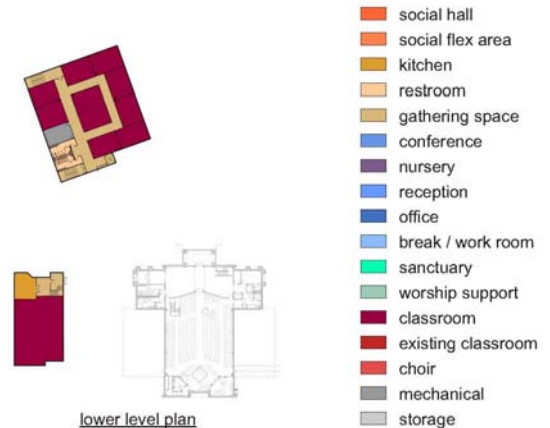 social hall
social flex area
kitchen
restroom
gathering space
conference
nursery
reception
office
break / work room
sanctuary
worship support
classroom
existing classroom
choir
mechanical
storage
lower level plan